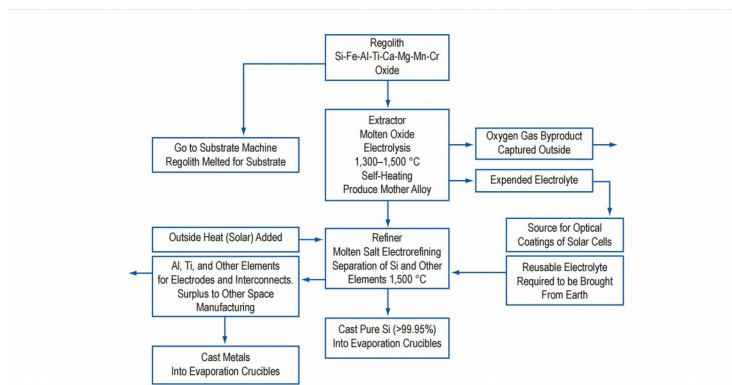 Regolith
Si-Fe-Al-Ti-Ca-Mg-Mn-Cr
Oxide
Go to Substrate Machine
Regolith Melted for Substrate
Extractor
Molten Oxide
Electrolysis
1,300–1,500 °C
Self-Heating
Produce Mother Alloy
Oxygen Gas Byproduct
Captured Outside
Expended Electrolyte
Source for Optical
Coatings of Solar Cells
Outside Heat (Solar) Added
Refiner
Molten Salt Electrorefining
Separation of Si and Other
Elements 1,500 °C
Reusable Electrolyte
Required to be Brought
From Earth
Al, Ti, and Other Elements
for Electrodes and Interconnects.
Surplus to Other Space
Manufacturing
Cast Pure Si (>99.95%)
Into Evaporation Crucibles
Cast Metals
Into Evaporation Crucibles